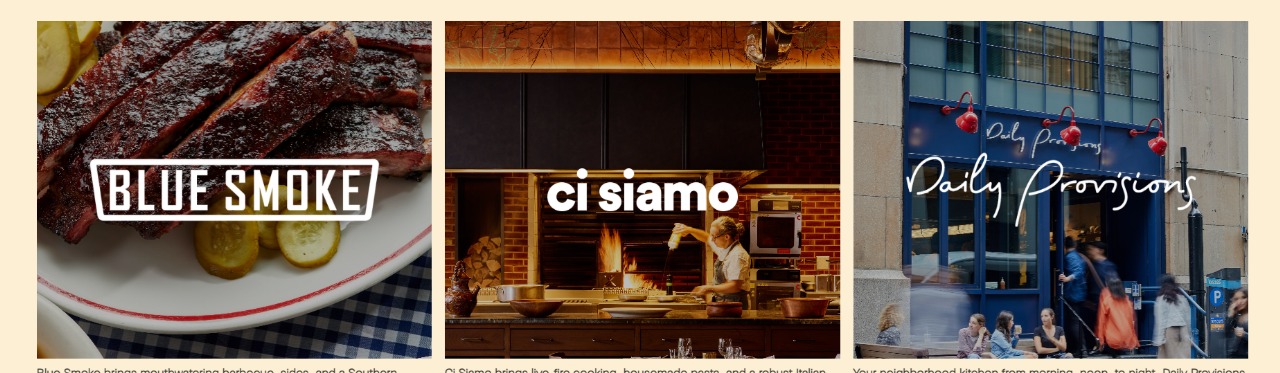 BLUE SMOKE
ci siamo
Daily Provisions
Daily Provisions
P
Blue Smoke brings mouthwatering barbecue, sides, and a Southern
Ci Siamo brings live-fire cooking, housemade pasta, and a robust Italian
Your neighborhood kitchen from morning, noon, to night, Daily Provisions